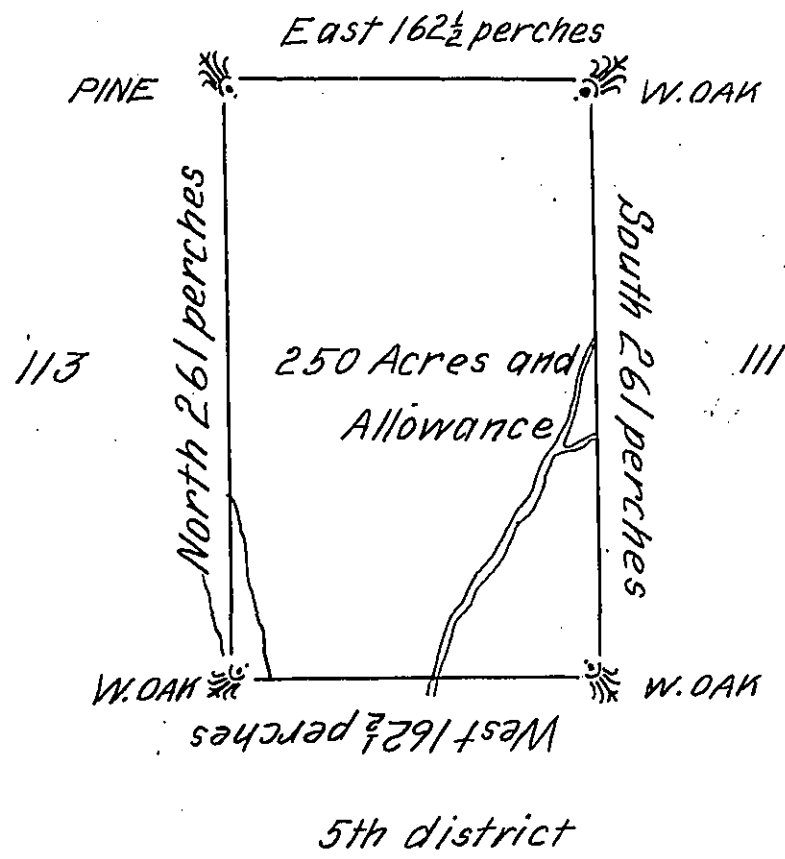 East 162½ perches
PINE
W. OAK
North 261 perches
South 261 perches
113
250 Acres and
Allowance
111
W. OAK
W. OAK
West 162½ perches
5th district